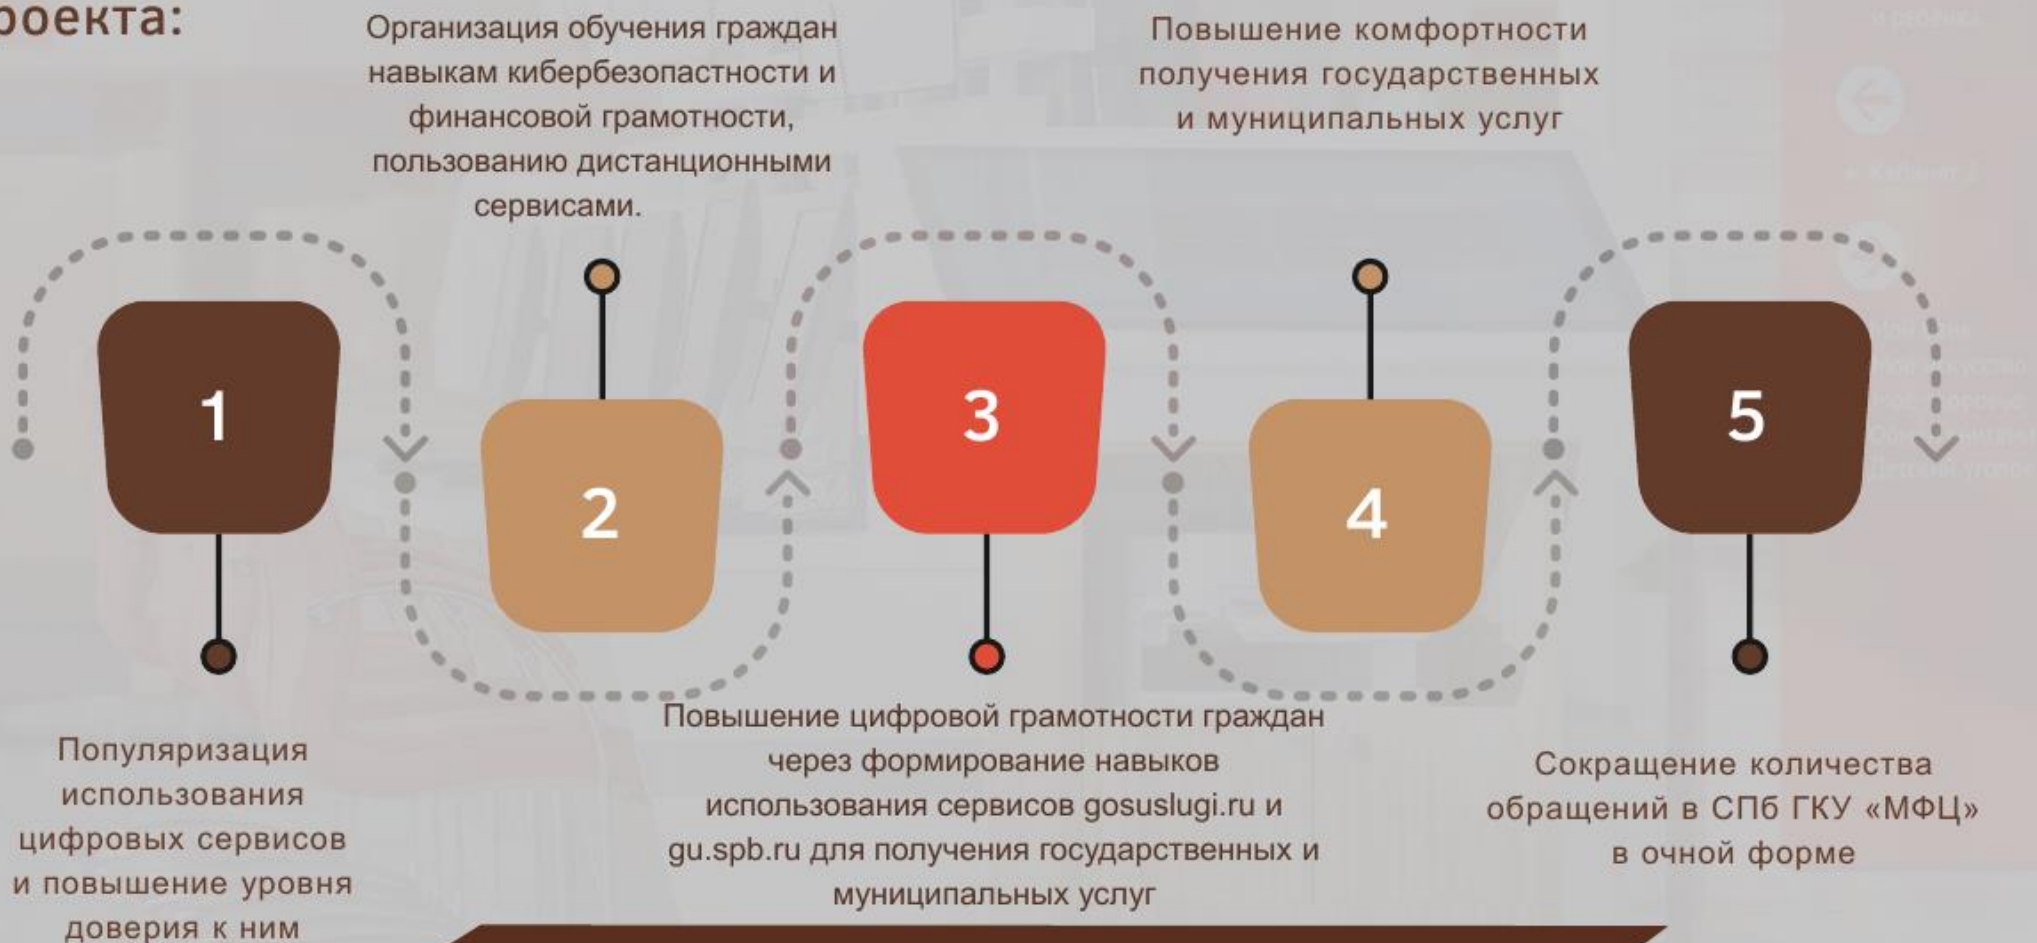 роекта:
Организация обучения граждан
навыкам кибербезопастности и
финансовой грамотности,
пользованию дистанционными
сервисами.
Повышение комфортности
получения государственных
и муниципальных услуг
1
2
3
4
5
Популяризация
использования
цифровых сервисов
и повышение уровня
доверия к ним
Повышение цифровой грамотности граждан
через формирование навыков
использования сервисов gosuslugi.ru и
gu.spb.ru для получения государственных и
муниципальных услуг
Сокращение количества
обращений в СПб ГКУ «МФЦ»
в очной форме